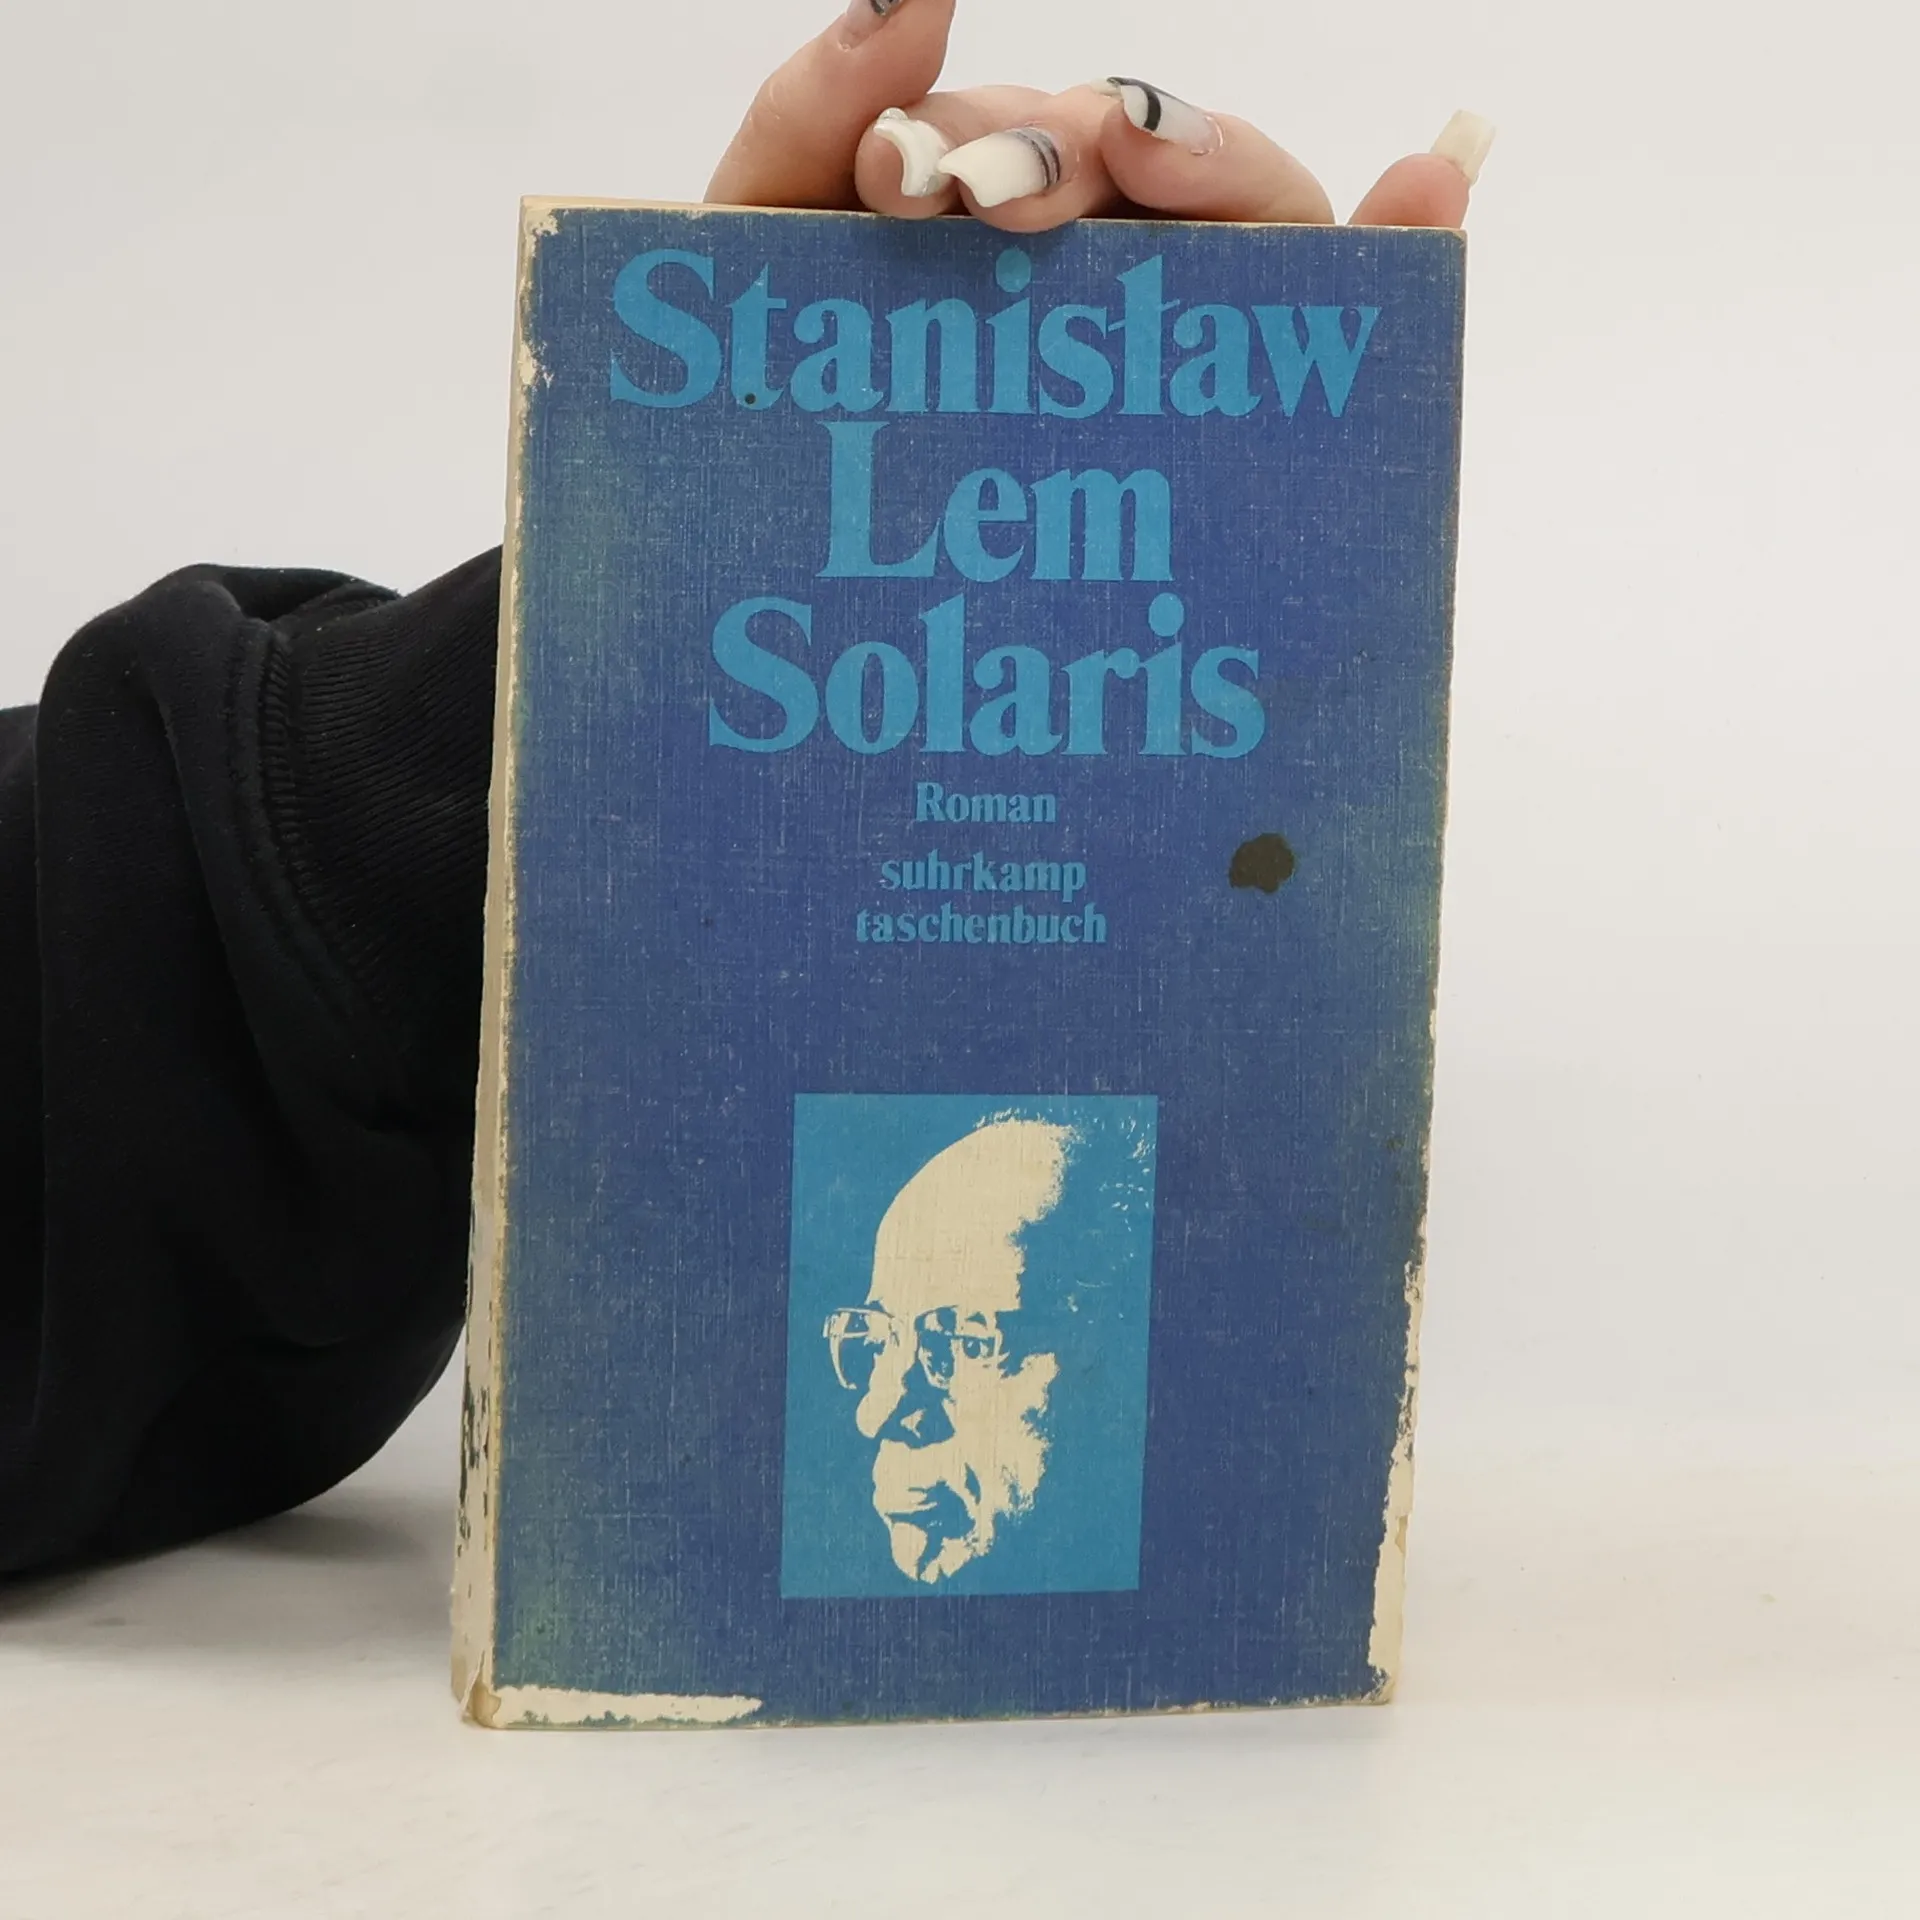 Stanisław
Lem
Solaris
Roman
suhrkamp
taschenbuch